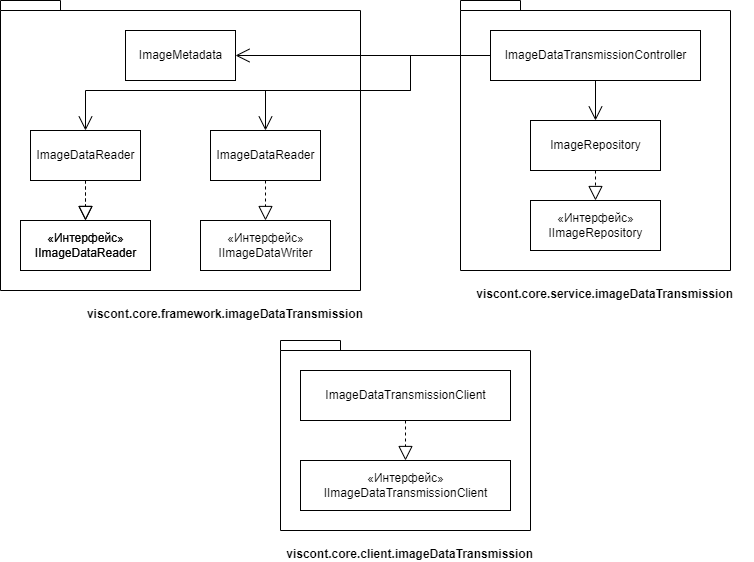 ImageMetadata
ImageDataTransmissionController
ImageDataReader
ImageDataReader
ImageRepository
«Интерфейс»
IImageDataReader
«Интерфейс»
IImageDataWriter
«Интерфейс»
IImageRepository
viscont.core.framework.imageDataTransmission
viscont.core.service.imageDataTransmission
ImageDataTransmissionClient
«Интерфейс»
IImageDataTransmissionClient
viscont.core.client.imageDataTransmission